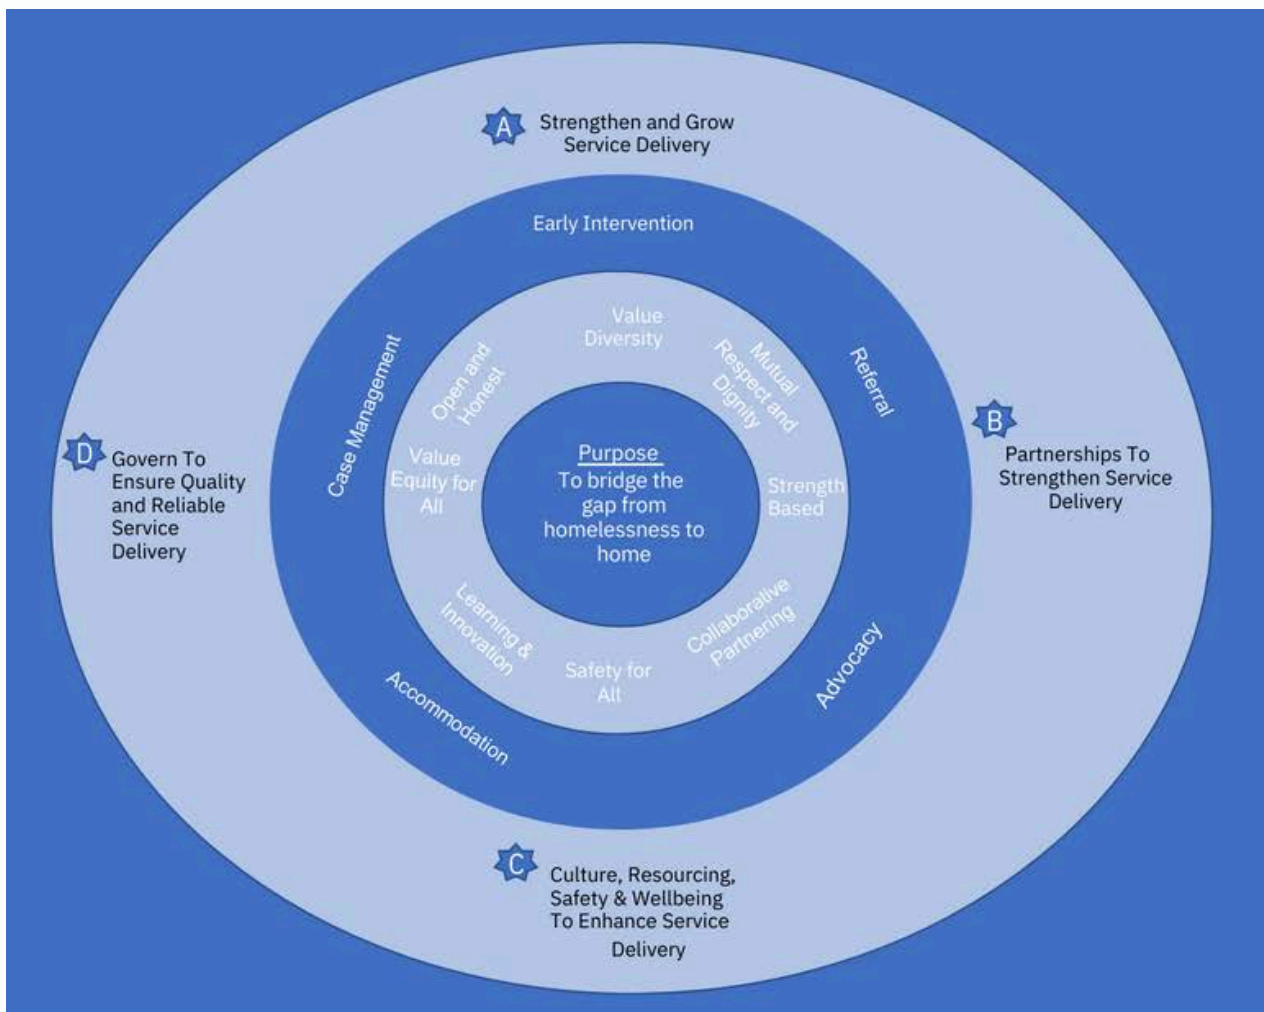 A
Strengthen and Grow
Service Delivery
Early Intervention
Value
Diversity
Open and
Honest
Mutual
Respect and
Dignity
Case Management
Referral
B
Partnerships To
Strengthen Service
Delivery
D
Govern To
Ensure Quality
and Reliable
Service
Delivery
Value
Equity for
All
Purpose
To bridge the
gap from
homelessness to
home
Strength
Based
Learning &
Innovation
Collaborative
Partnering
Safety for
All
Accommodation
Advocacy
C
Culture, Resourcing,
Safety & Wellbeing
To Enhance Service
Delivery